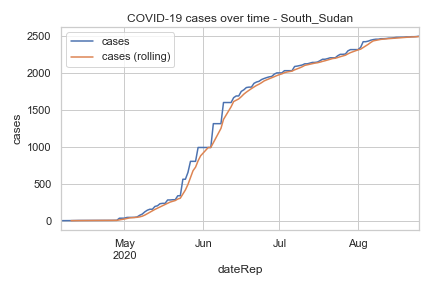 COVID-19 cases over time - South_Sudan
cases
cases (rolling)
2500
2000
1500
1000
500
0
cases
May
2020
Jun
Jul
Aug
dateRep